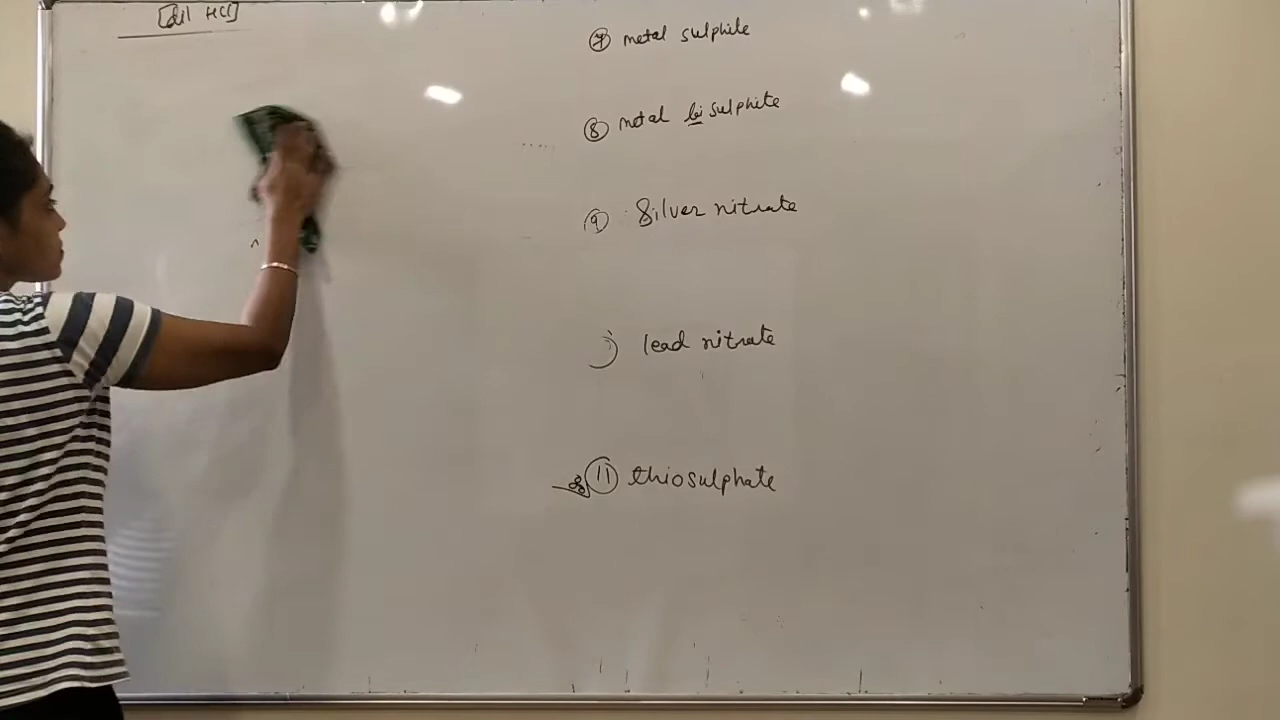 [dil HCl]
7 metal sulphite
8 metal bisulphite
9 Silver nitrate
) lead nitrate
11 thiosulphate